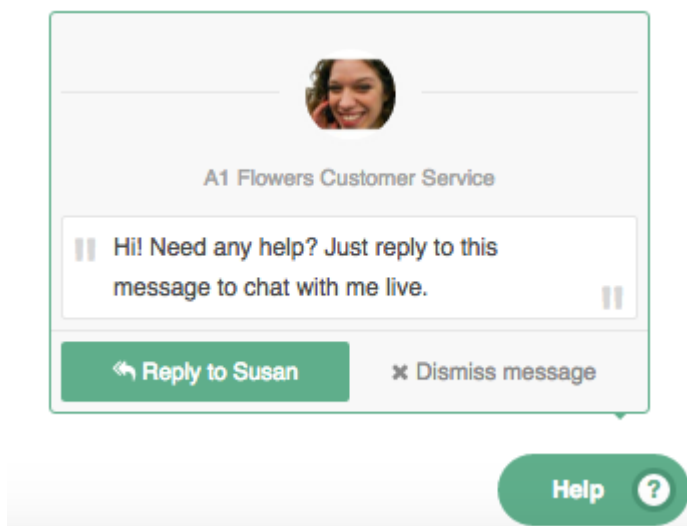 A1 Flowers Customer Service
Hi! Need any help? Just reply to this
message to chat with me live.
Reply to Susan
Dismiss message
Help ?